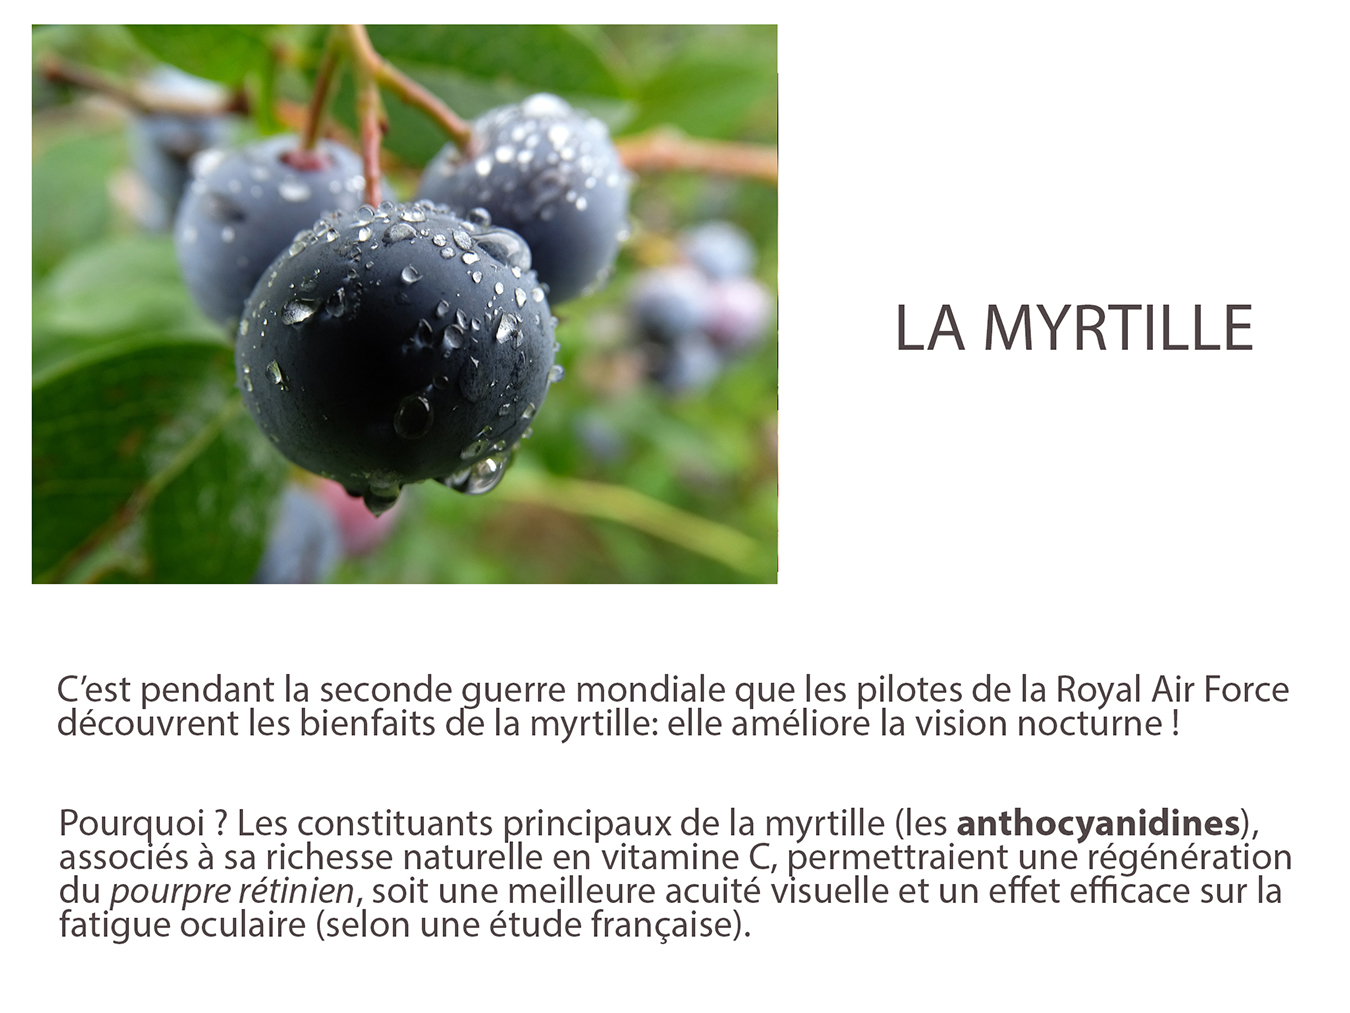 LA MYRTILLE
C’est pendant la seconde guerre mondiale que les pilotes de la Royal Air Force
découvrent les bienfaits de la myrtille: elle améliore la vision nocturne !
Pourquoi ? Les constituants principaux de la myrtille (les anthocyanidines),
associés à sa richesse naturelle en vitamine C, permettraient une régénération
du pourpre rétinien, soit une meilleure acuité visuelle et un effet efficace sur la
fatigue oculaire (selon une étude française).